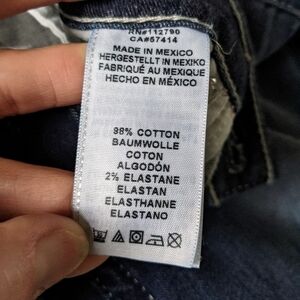 RN#112790
CA#57414
MADE IN MEXICO
HERGESTELLT IN MEXIKO
FABRIQUÉ AU MEXIQUE
HECHO EN MÉXICO
98% COTTON
BAUMWOLLE
COTON
ALGODÓN
2% ELASTANE
ELASTAN
ELASTHANNE
ELASTANO